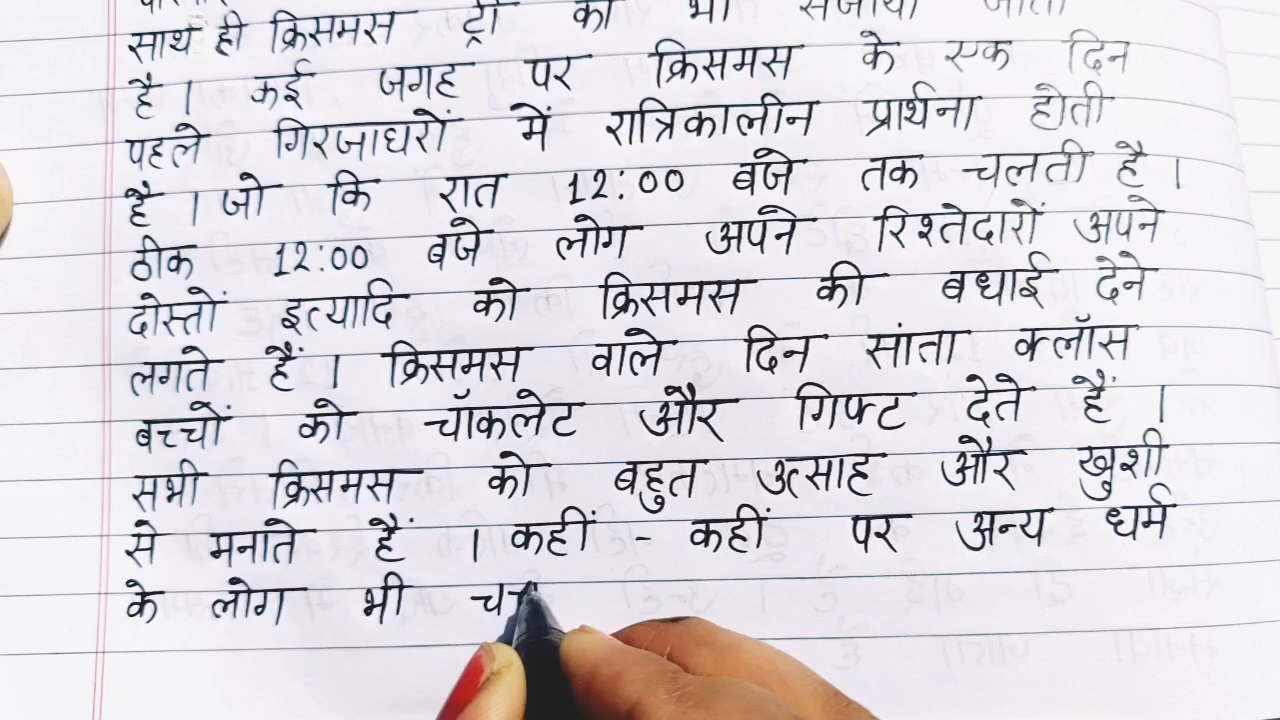 साथ ही क्रिसमस ट्री को भी सजाया जाता
है। कई जगह पर क्रिसमस के एक दिन
पहले गिरजाघरों में रात्रिकालीन प्रार्थना होती
है । जो कि रात 12:00 बजे तक चलती है ।
ठीक 12:00 बजे लोग अपने रिश्तेदारों अपने
दोस्तों इत्यादि को क्रिसमस की बधाई देने
लगते हैं । क्रिसमस वाले दिन सांता क्लॉस
बच्चों को चॉकलेट और गिफ्ट देते हैं ।
सभी क्रिसमस को बहुत उत्साह और खुशी
से मनाते हैं । कहीं - कहीं पर अन्य धर्म
के लोग भी